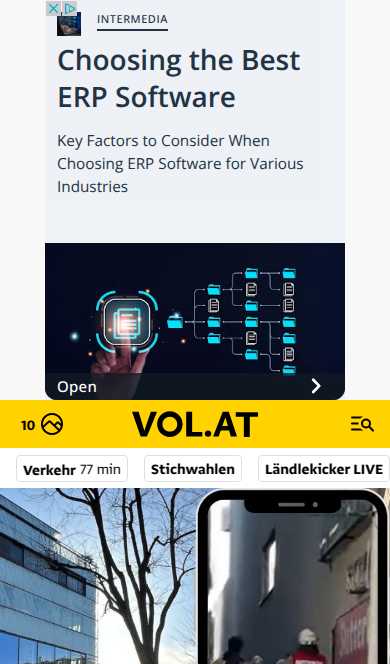 INTERMEDIA
Choosing the Best
ERP Software
Key Factors to Consider When
Choosing ERP Software for Various
Industries
Open
10 VOL.AT
Verkehr 77 min Stichwahlen Ländlekicker LIVE